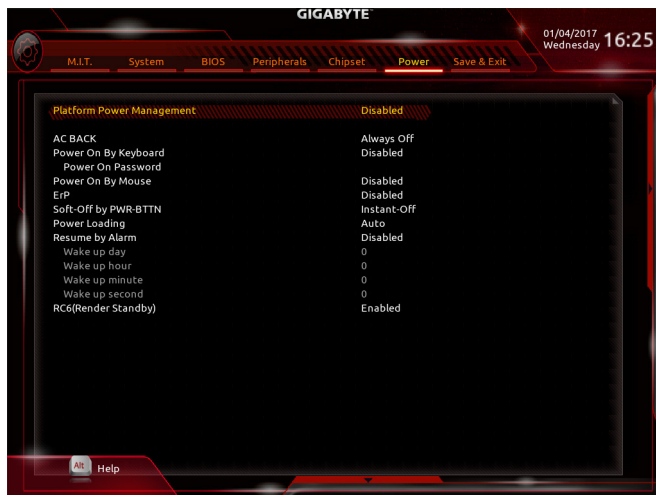 GIGABYTE™
01/04/2017 Wednesday 16:25
M.I.T. System BIOS Peripherals Chipset Power Save & Exit
Platform Power Management Disabled
AC BACK Always Off
Power On By Keyboard Disabled
Power On Password
Power On By Mouse Disabled
ErP Disabled
Soft-Off by PWR-BTTN Instant-Off
Power Loading Auto
Resume by Alarm Disabled
Wake up day 0
Wake up hour 0
Wake up minute 0
Wake up second 0
RC6(Render Standby) Enabled
Alt Help